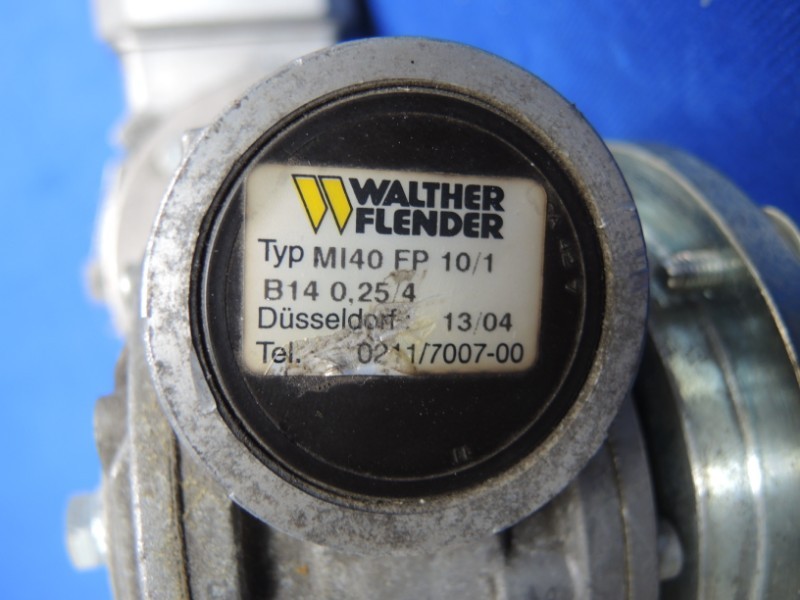 WALTHER
FLENDER
Typ MI40 FP 10/1
B14 0,25/4
Düsseldorf: 13/04
Tel. 0211/7007-00